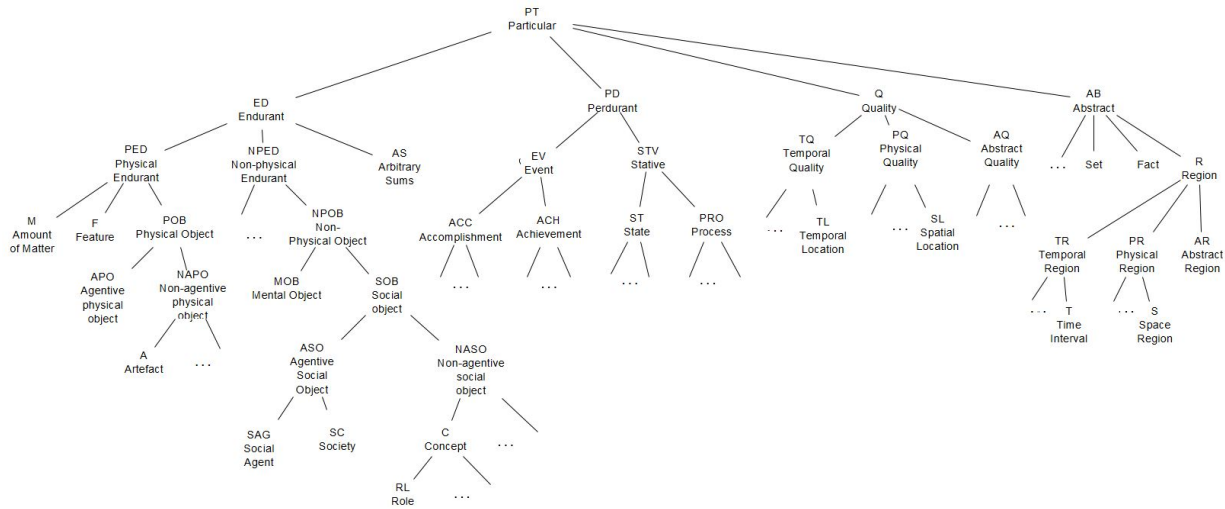 PT
Particular
ED
Endurant
PD
Perdurant
Q
Quality
AB
Abstract
PED
Physical
Endurant
NPED
Non-physical
Endurant
AS
Arbitrary
Sums
EV
Event
STV
Stative
TQ
Temporal
Quality
PQ
Physical
Quality
AQ
Abstract
Quality
...
Set
Fact
R
Region
M
Amount
of Matter
F
Feature
POB
Physical Object
...
NPOB
Non-
Physical Object
ACC
Accomplishment
ACH
Achievement
ST
State
PRO
Process
...
TL
Temporal
Location
...
SL
Spatial
Location
...
TR
Temporal
Region
PR
Physical
Region
AR
Abstract
Region
APO
Agentive
physical
object
NAPO
Non-agentive
physical
object
MOB
Mental Object
SOB
Social
object
...
...
...
...
...
T
Time
Interval
...
S
Space
Region
A
Artefact
...
ASO
Agentive
Social
Object
NASO
Non-agentive
social
object
SAG
Social
Agent
SC
Society
C
Concept
...
RL
Role
...